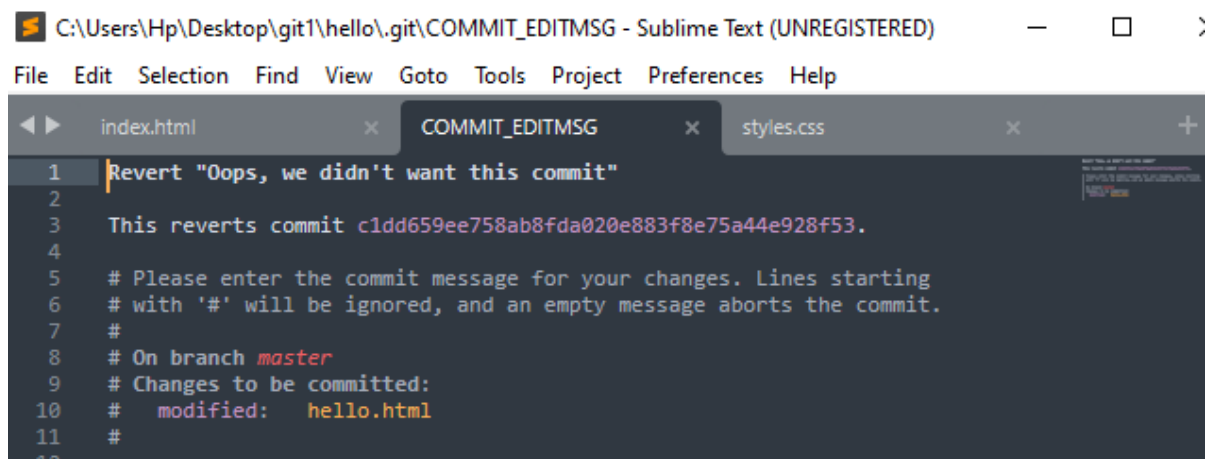 C:\Users\Hp\Desktop\git1\hello\.git\COMMIT_EDITMSG - Sublime Text (UNREGISTERED)
File Edit Selection Find View Goto Tools Project Preferences Help
index.html COMMIT_EDITMSG styles.css
1 Revert "Oops, we didn't want this commit"
2
3 This reverts commit c1dd659ee758ab8fda020e883f8e75a44e928f53.
4
5 # Please enter the commit message for your changes. Lines starting
6 # with '#' will be ignored, and an empty message aborts the commit.
7 #
8 # On branch master
9 # Changes to be committed:
10 #   modified:   hello.html
11 #